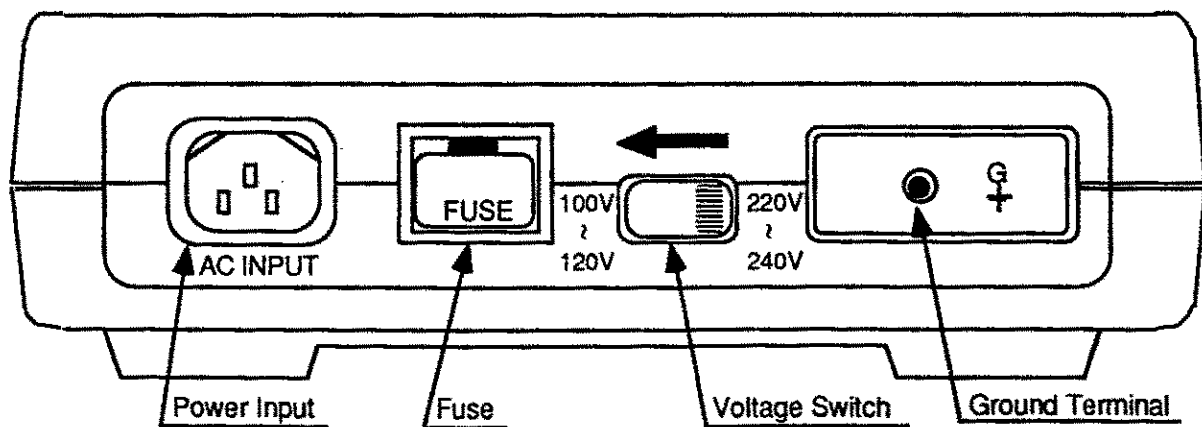 G
FUSE
100V
~
120V
220V
~
240V
AC INPUT
Power Input
Fuse
Voltage Switch
Ground Terminal